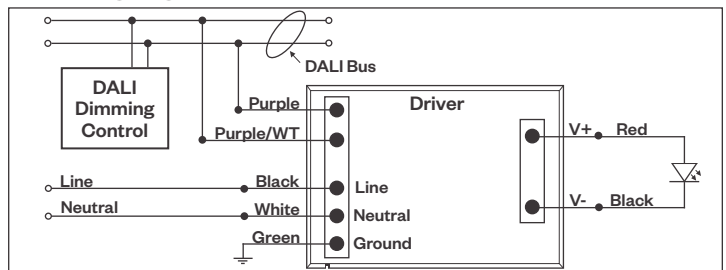 DALI Bus
DALI
Dimming
Control
Driver
Purple
Purple/WT
Line
Black
Line
Neutral
White
Neutral
Green
Ground
V+
Red
V-
Black